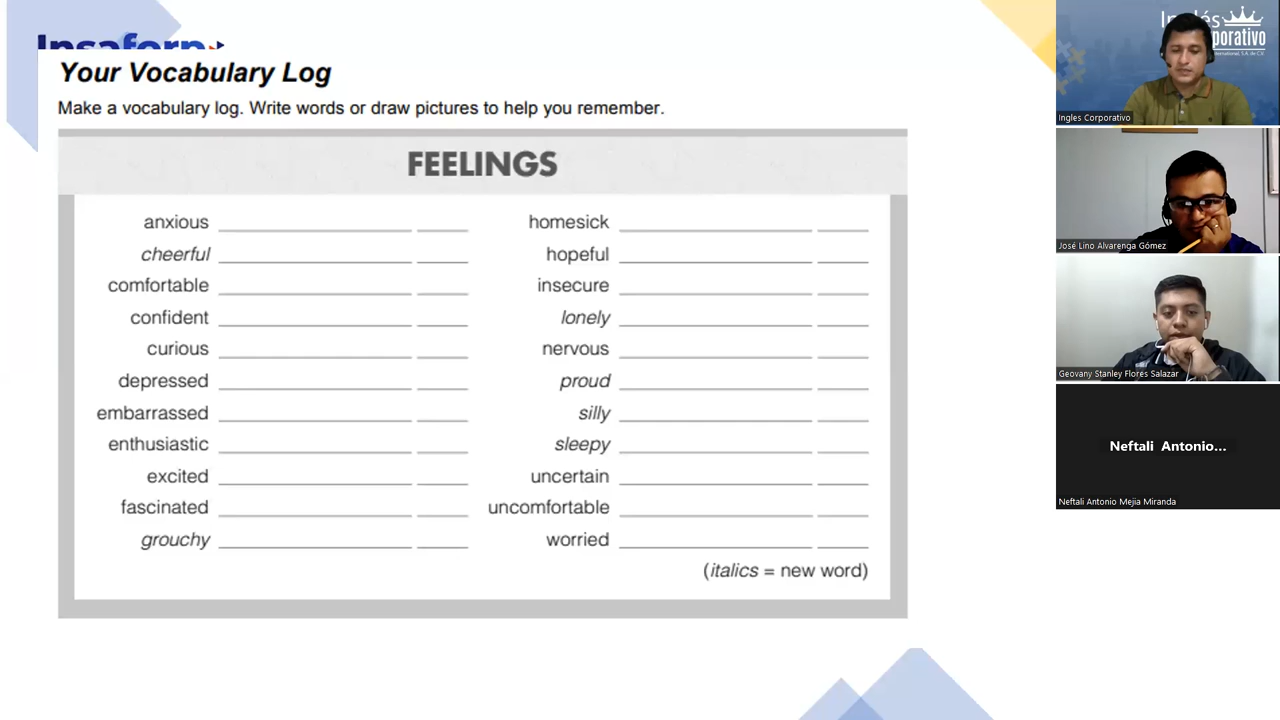 Insaforp
Your Vocabulary Log
Make a vocabulary log. Write words or draw pictures to help you remember.
FEELINGS
anxious
cheerful
comfortable
confident
curious
depressed
embarrassed
enthusiastic
excited
fascinated
grouchy
homesick
hopeful
insecure
lonely
nervous
proud
silly
sleepy
uncertain
uncomfortable
worried
(italics = new word)
Ingles Corporativo
José Lino Alvarenga Gómez
Geovany Stanley Flores Salazar
Neftali Antonio...
Neftali Antonio Mejia Miranda